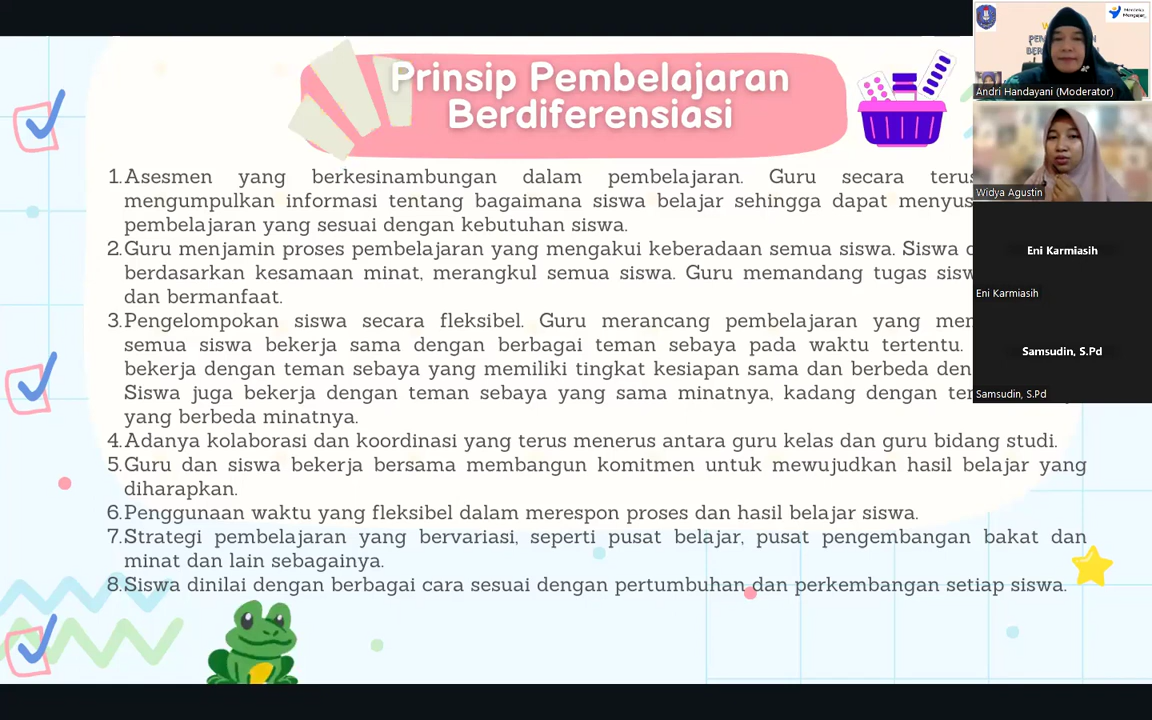 Prinsip Pembelajaran
Berdiferensiasi
1.Asesmen yang berkesinambungan dalam pembelajaran. Guru secara
mengumpulkan informasi tentang bagaimana siswa belajar sehingga dapat
pembelajaran yang sesuai dengan kebutuhan siswa.
2.Guru menjamin proses pembelajaran yang mengakui keberadaan semua siswa. Siswa
berdasarkan kesamaan minat, merangkul semua siswa. Guru memandang tugas
dan bermanfaat.
3.Pengelompokan siswa secara fleksibel. Guru merancang pembelajaran yang
semua siswa bekerja sama dengan berbagai teman sebaya pada waktu tertentu.
bekerja dengan teman sebaya yang memiliki tingkat kesiapan sama dan berbeda
Siswa juga bekerja dengan teman sebaya yang sama minatnya, kadang dengan
yang berbeda minatnya.
4.Adanya kolaborasi dan koordinasi yang terus menerus antara guru kelas dan guru bidang studi.
5.Guru dan siswa bekerja bersama membangun komitmen untuk mewujudkan hasil belajar yang
diharapkan.
6.Penggunaan waktu yang fleksibel dalam merespon proses dan hasil belajar siswa.
7.Strategi pembelajaran yang bervariasi, seperti pusat belajar, pusat pengembangan bakat dan
minat dan lain sebagainya.
8.Siswa dinilai dengan berbagai cara sesuai dengan pertumbuhan dan perkembangan setiap siswa.
Merdeka
Mengajar
Andri Handayani (Moderator)
Widya Agustin
Eni Karmiasih
Eni Karmiasih
Samsudin, S.Pd
Samsudin, S.Pd